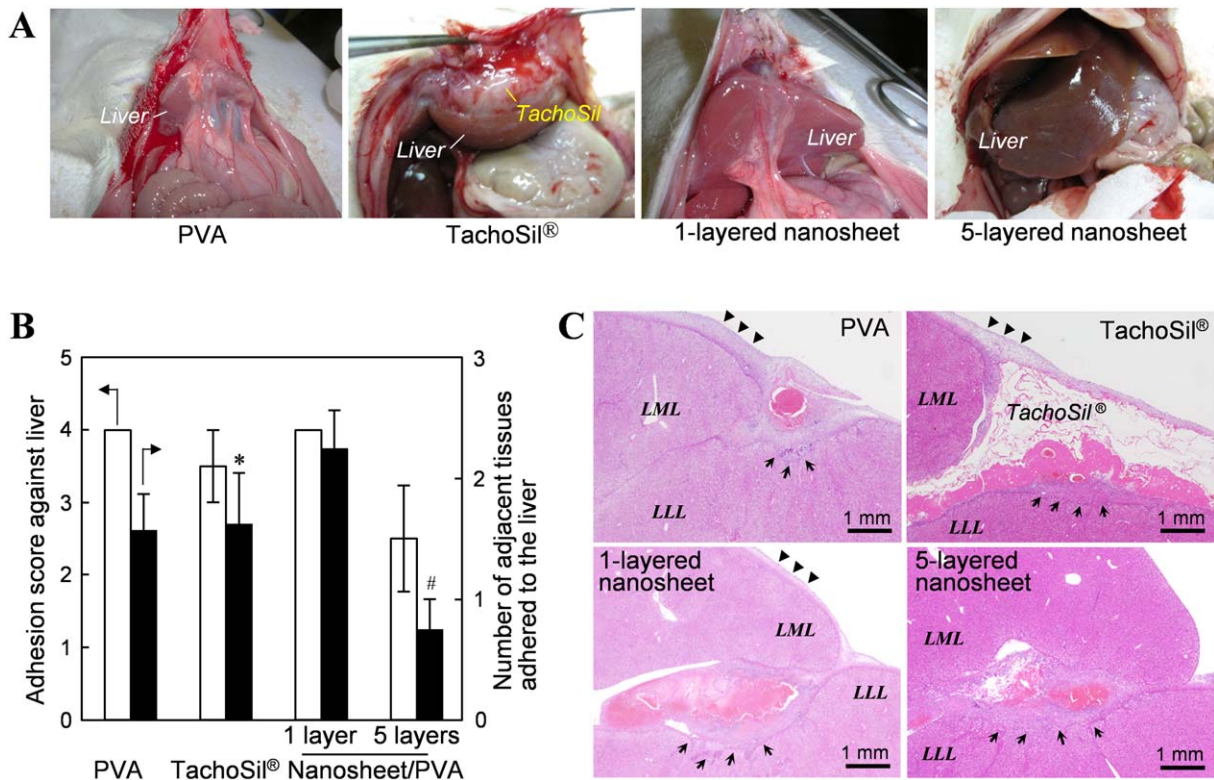 A
Liver
PVA
TachoSil
Liver
TachoSil®
Liver
1-layered nanosheet
Liver
5-layered nanosheet
B
Adhesion score against liver
5
4
3
2
1
0
*
#
3
2
1
0
Number of adjacent tissues
adhered to the liver
1 layer 5 layers
PVA TachoSil® Nanosheet/PVA
C
PVA
LML
LLL
1 mm
TachoSil®
LML
TachoSil®
LLL
1 mm
1-layered
nanosheet
LML
LLL
1 mm
5-layered
nanosheet
LML
LLL
1 mm